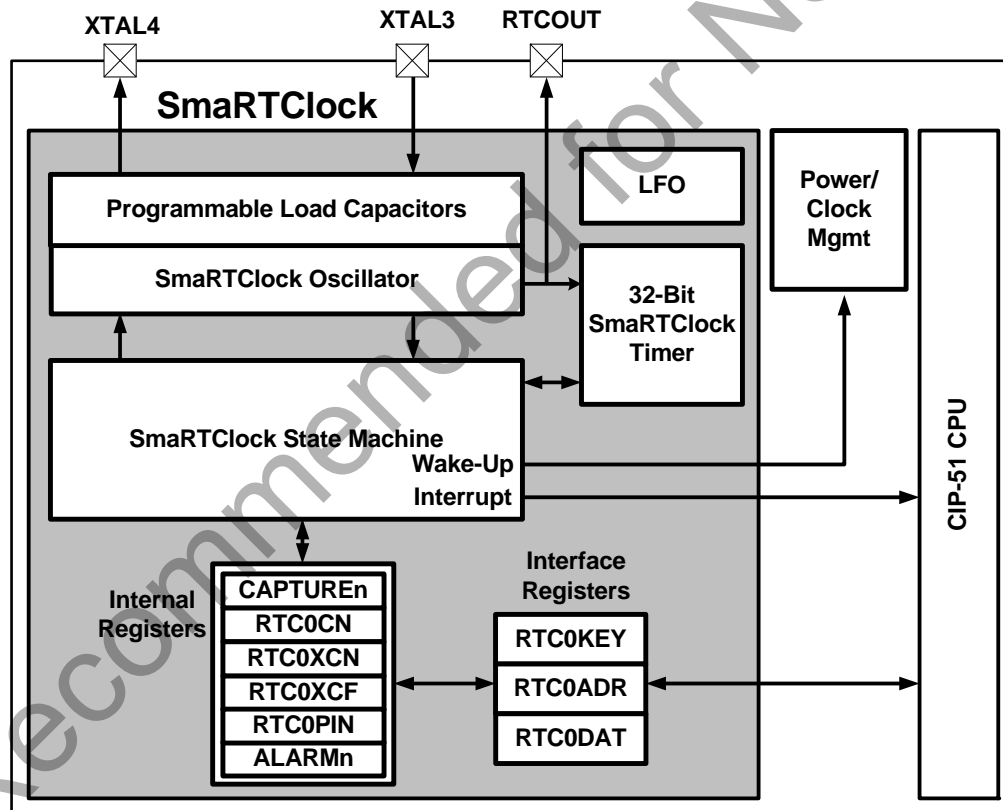 XTAL4
XTAL3
RTCOUT
SmaRTClock
LFO
Power/
Clock
Mgmt
Programmable Load Capacitors
SmaRTClock Oscillator
32-Bit
SmaRTClock
Timer
SmaRTClock State Machine
Wake-Up
Interrupt
CIP-51 CPU
Internal
Registers
CAPTUREn
RTC0CN
RTC0XCN
RTC0XCF
RTC0PIN
ALARMn
Interface
Registers
RTC0KEY
RTC0ADR
RTC0DAT
ecommended for N